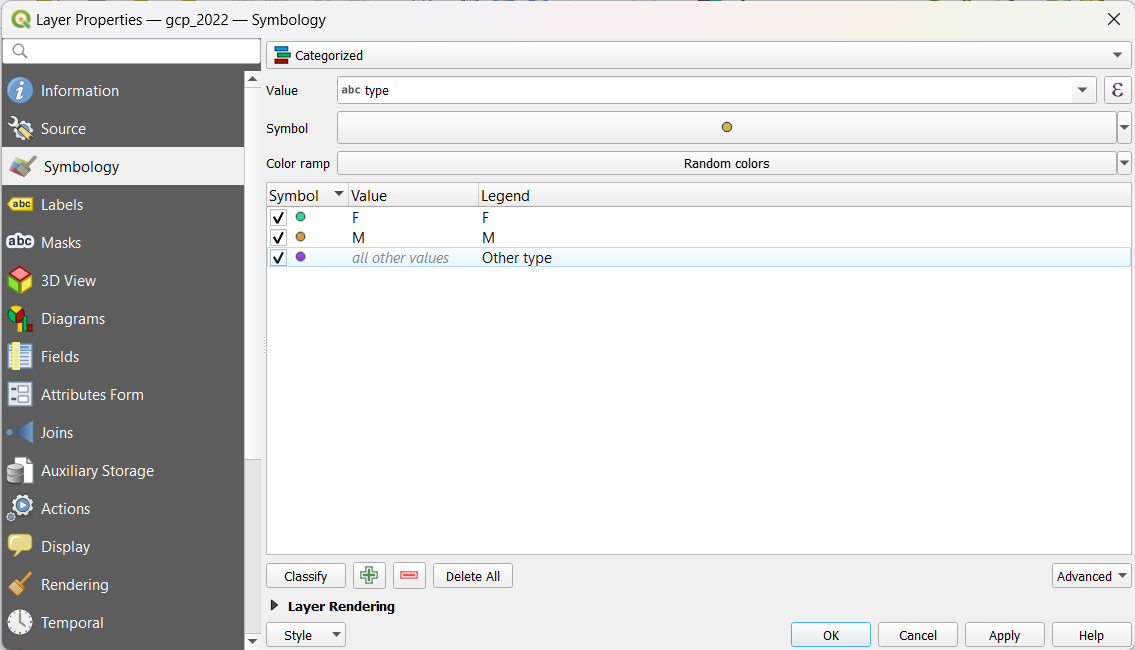 Layer Properties — gcp_2022 — Symbology
Categorized
Information
Value
abc type
ε
Source
Symbol
Symbology
Color ramp
Random colors
Symbol Value Legend
abc Labels
F F
abc Masks
M M
all other values Other type
3D View
Diagrams
Fields
Attributes Form
Joins
Auxiliary Storage
Actions
Display
Rendering
Temporal
Classify
Delete All
Advanced
Layer Rendering
Style
OK
Cancel
Apply
Help